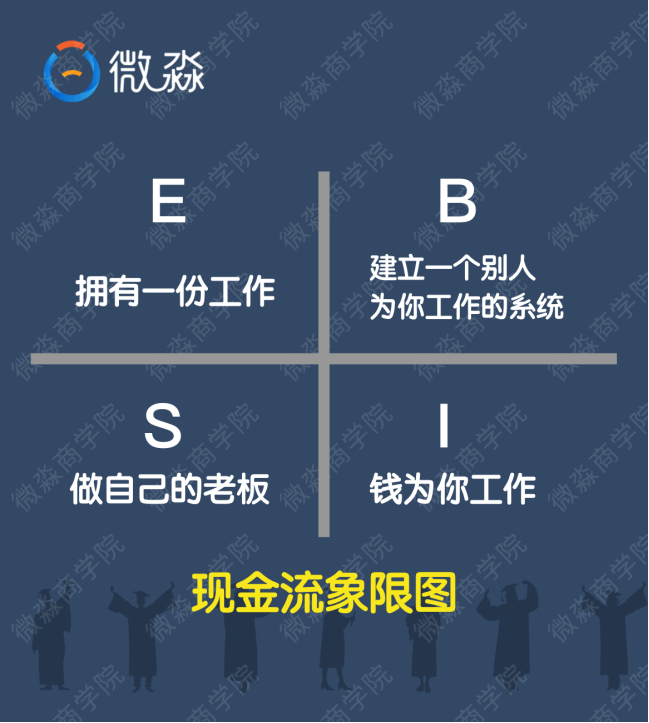 微淼
E
拥有一份工作
B
建立一个别人
为你工作的系统
S
做自己的老板
I
钱为你工作
现金流象限图
微淼商学院